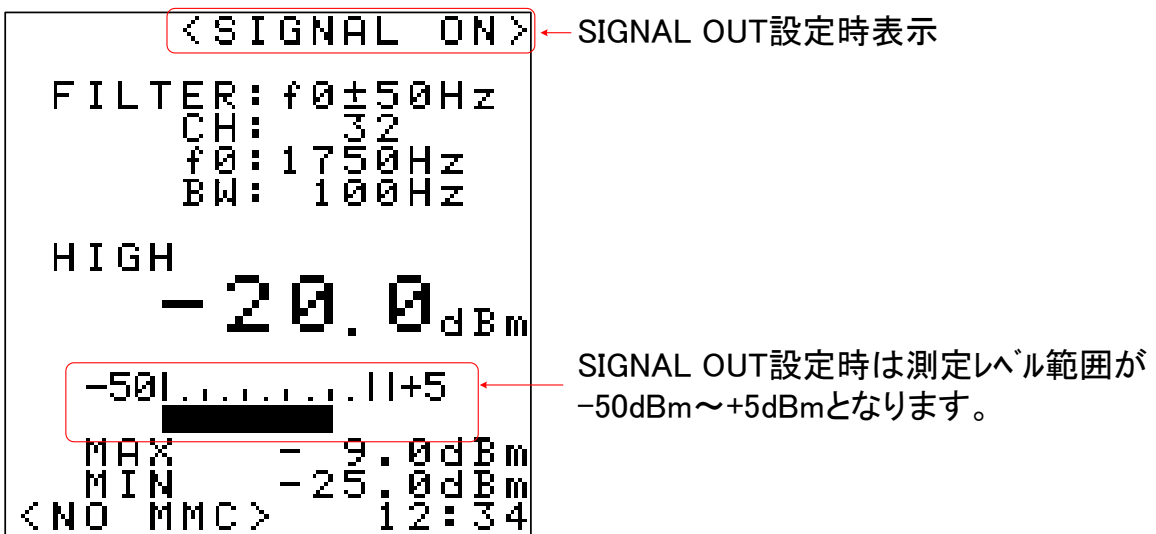 <SIGNAL ON>
SIGNAL OUT設定時表示
FILTER:f0±50Hz
CH: 32
f0:1750Hz
BW: 100Hz
HIGH
-20.0dBm
-50|.,.,.,.,.||+5
SIGNAL OUT設定時は測定レベル範囲が
-50dBm～+5dBmとなります。
MAX - 9.0dBm
MIN -25.0dBm
<NO MMC> 12:34